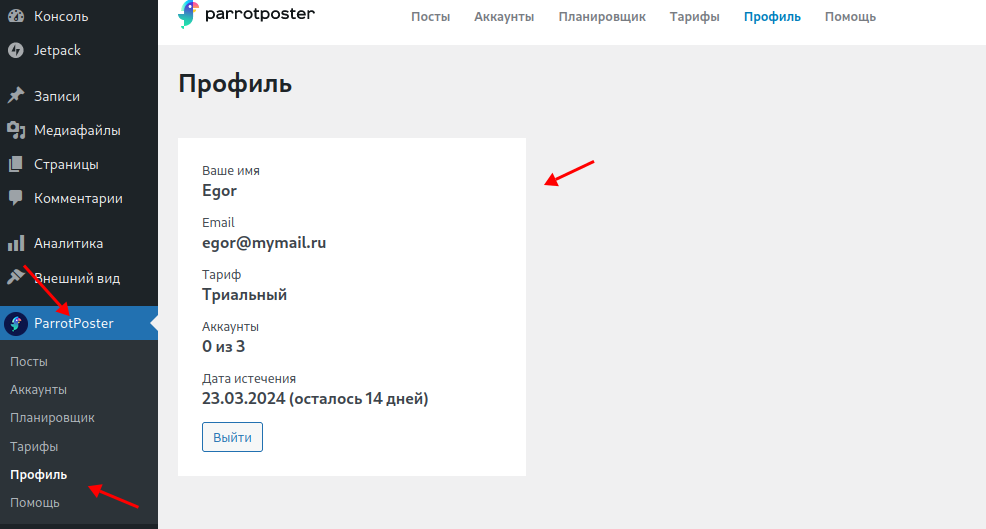 Консоль
Jetpack
Записи
Медиафайлы
Страницы
Комментарии
Аналитика
Внешний вид
ParrotPoster
Посты
Аккаунты
Планировщик
Тарифы
Профиль
Помощь
parrotposter
Посты Аккаунты Планировщик Тарифы Профиль Помощь
Профиль
Ваше имя
Egor
Email
egor@mymail.ru
Тариф
Триальный
Аккаунты
0 из 3
Дата истечения
23.03.2024 (осталось 14 дней)
Выйти